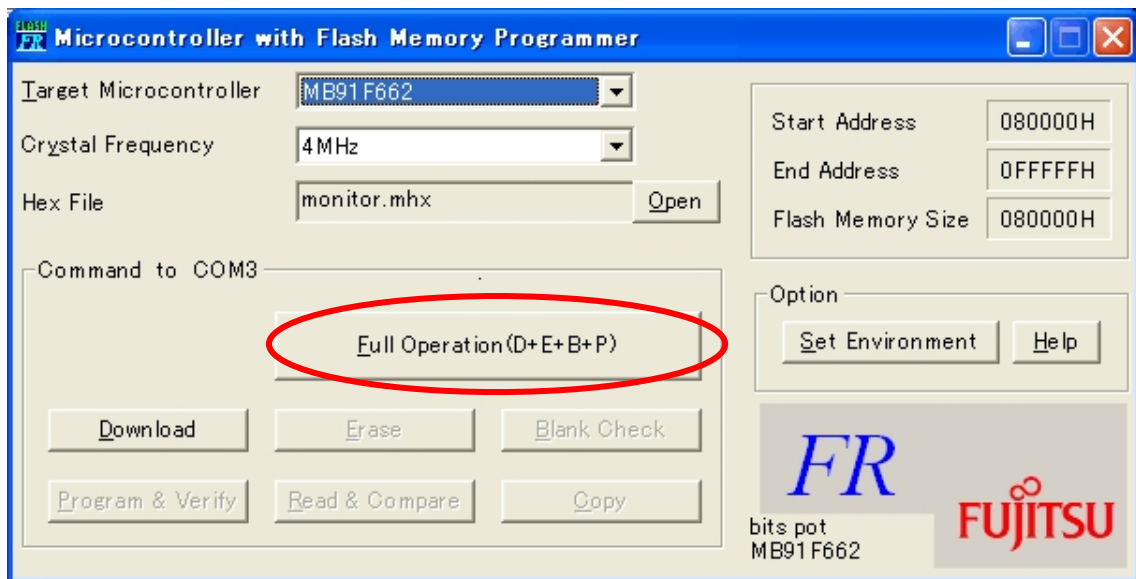 FLASH FR Microcontroller with Flash Memory Programmer
Target Microcontroller MB91F662
Crystal Frequency 4MHz
Hex File monitor.mhx Open
Start Address 080000H
End Address 0FFFFFH
Flash Memory Size 080000H
Command to COM3
Full Operation(D+E+B+P)
Download Erase Blank Check
Program & Verify Read & Compare Copy
Option
Set Environment Help
FR
FUJITSU
bits pot
MB91F662